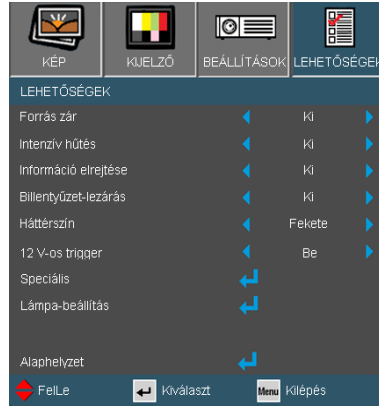 KÉP KIJELZŐ BEÁLLÍTÁSOK LEHETŐSÉGEK
LEHETŐSÉGEK
Forrás zár Ki
Intenzív hűtés Ki
Információ elrejtése Ki
Billentyűzet-lezárás Ki
Háttérszín Fekete
12 V-os trigger Be
Speciális
Lámpa-beállítás
Alaphelyzet
FelLe Kiválaszt Menu Kilépés